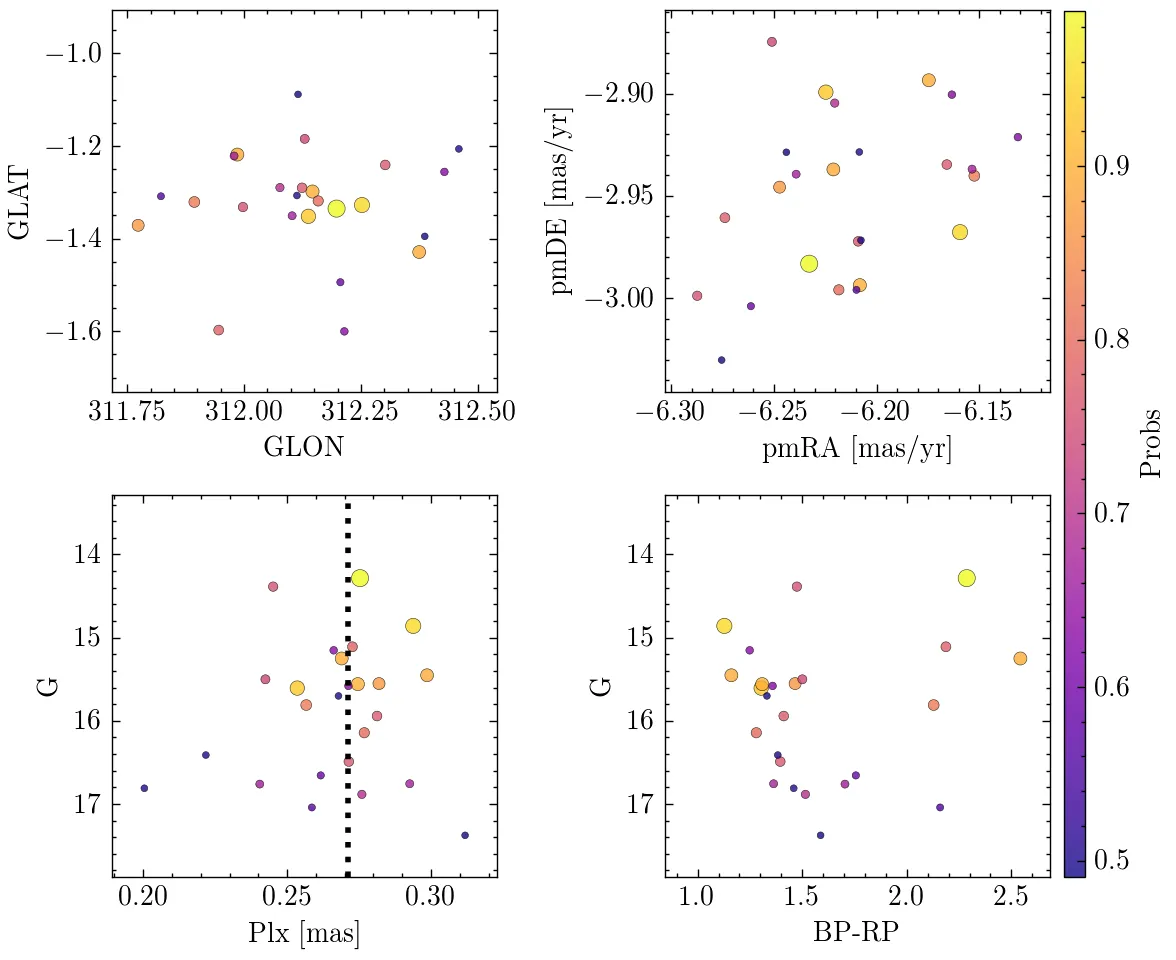 −1.0
−1.2
−1.4
−1.6
GLAT
311.75 312.00 312.25 312.50
GLON
−2.90
−2.95
−3.00
pmDE [mas/yr]
−6.30 −6.25 −6.20 −6.15
pmRA [mas/yr]
14
15
16
17
G
0.20 0.25 0.30
Plx [mas]
14
15
16
17
G
1.0 1.5 2.0 2.5
BP-RP
0.9
0.8
0.7
0.6
0.5
Probs